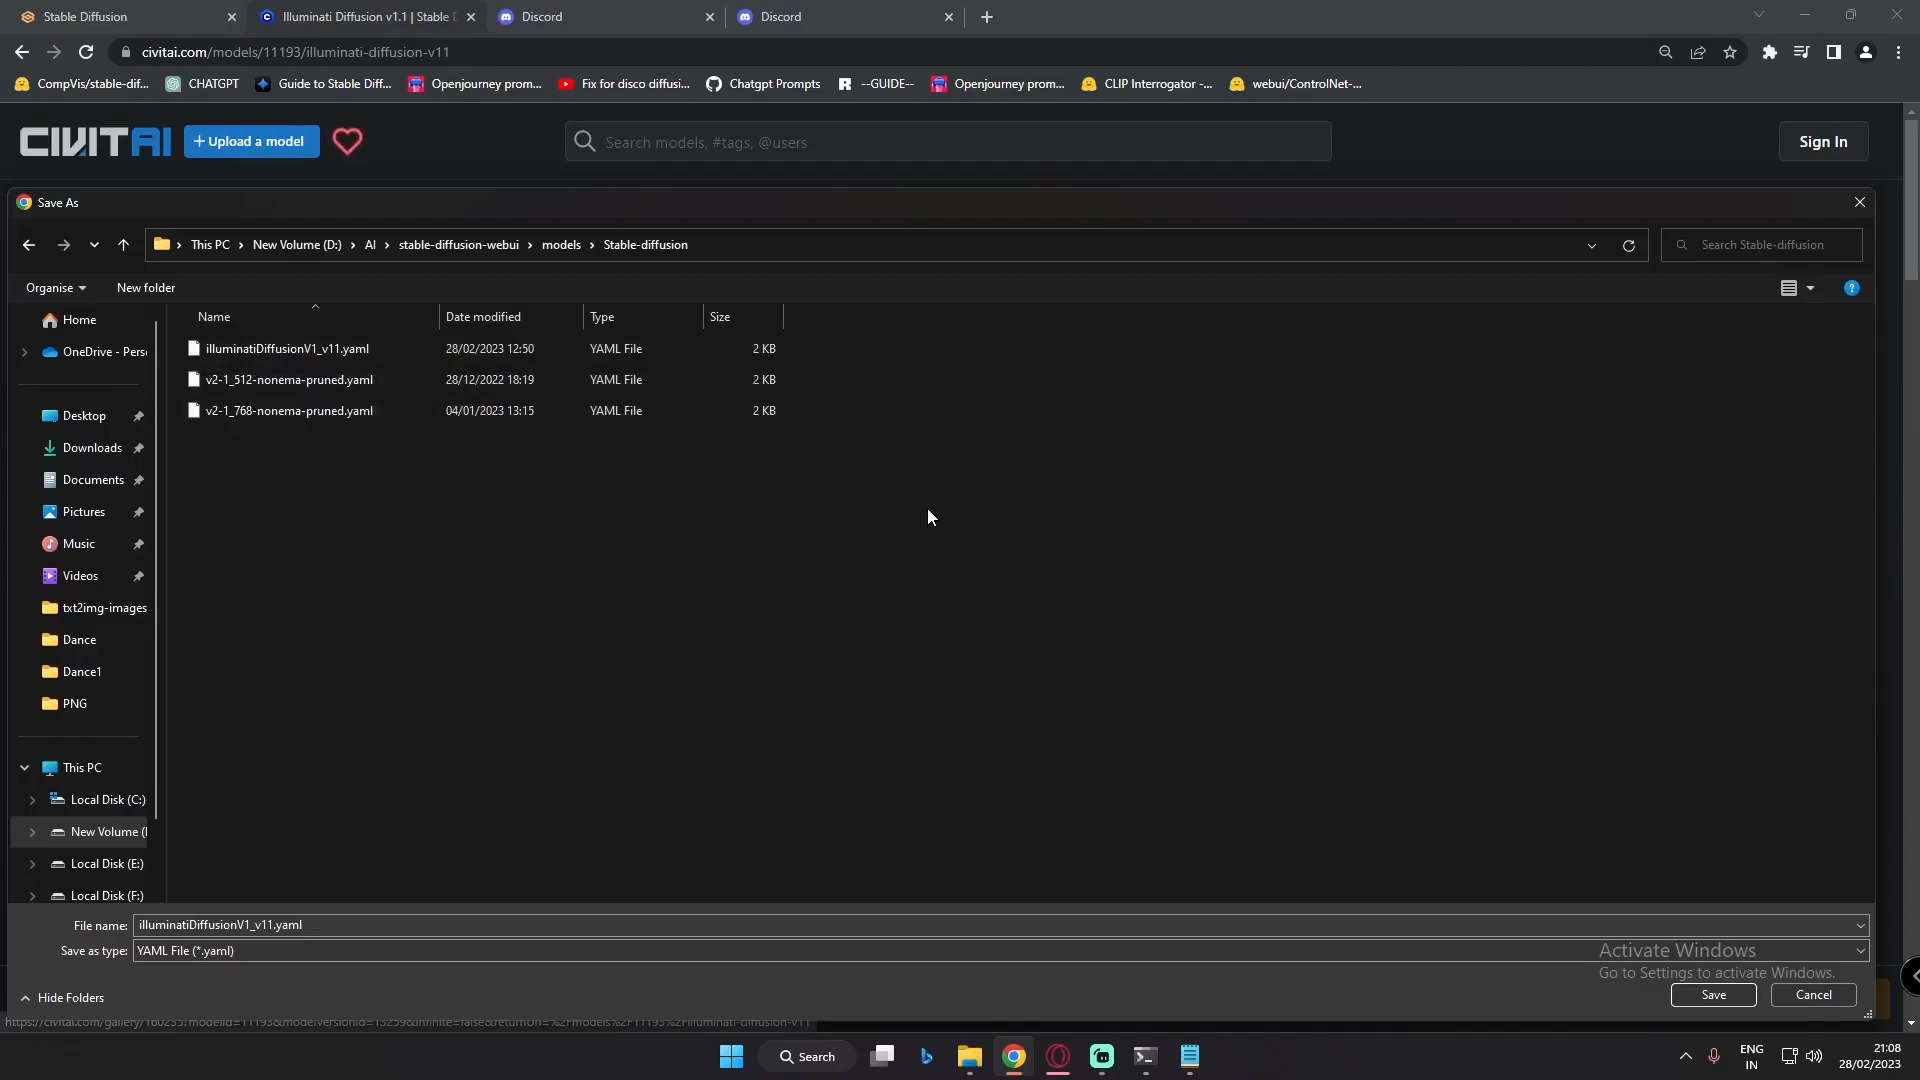 Stable Diffusion
Illuminati Diffusion v1.1 | Stable D
Discord
Discord
civitai.com/models/11193/illuminati-diffusion-v11
CompVis/stable-dif...
CHATGPT
Guide to Stable Diff...
Openjourney prom...
Fix for disco diffusi...
Chatgpt Prompts
--GUIDE--
Openjourney prom...
CLIP Interrogator -...
webui/ControlNet-...
CIVITAI
+ Upload a model
Search models, #tags, @users
Sign In
Save As
This PC > New Volume (D:) > AI > stable-diffusion-webui > models > Stable-diffusion
Search Stable-diffusion
Organise
New folder
Name Date modified Type Size
illuminatiDiffusionV1_v11.yaml 28/02/2023 12:50 YAML File 2 KB
v2-1_512-nonema-pruned.yaml 28/12/2022 18:19 YAML File 2 KB
v2-1_768-nonema-pruned.yaml 04/01/2023 13:15 YAML File 2 KB
Home
OneDrive - Pers
Desktop
Downloads
Documents
Pictures
Music
Videos
txt2img-images
Dance
Dance1
PNG
This PC
Local Disk (C:)
New Volume (
Local Disk (E:)
Local Disk (F:)
File name: illuminatiDiffusionV1_v11.yaml
Save as type: YAML File (*.yaml)
Activate Windows
Go to Settings to activate Windows.
Hide Folders
Save
Cancel
Search
ENG
IN
21:08
28/02/2023